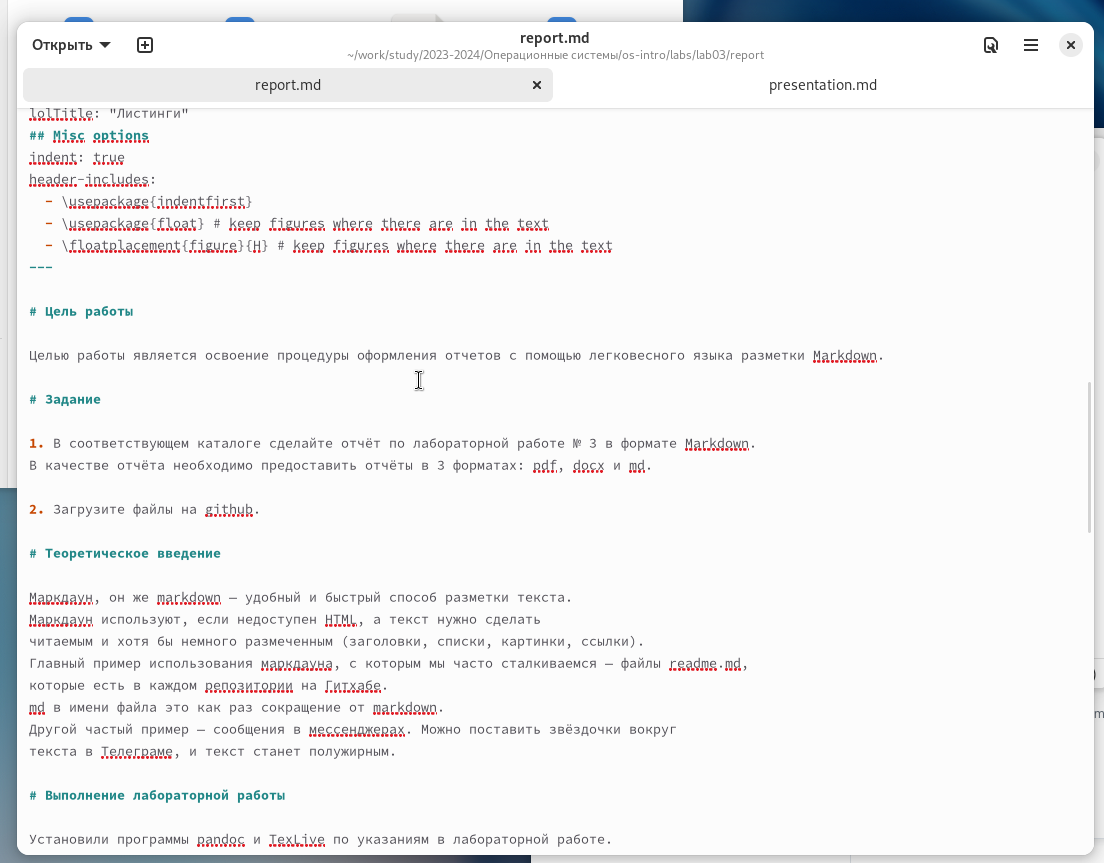 Открыть
report.md
~/work/study/2023-2024/Операционные системы/os-intro/labs/lab03/report
report.md
presentation.md
lolTitle: "Листинги"
## Misc options
indent: true
header-includes:
  - \usepackage{indentfirst}
  - \usepackage{float} # keep figures where there are in the text
  - \floatplacement{figure}{H} # keep figures where there are in the text
---
# Цель работы
Целью работы является освоение процедуры оформления отчетов с помощью легковесного языка разметки Markdown.
# Задание
1. В соответствующем каталоге сделайте отчёт по лабораторной работе № 3 в формате Markdown.
В качестве отчёта необходимо предоставить отчёты в 3 форматах: pdf, docx и md.
2. Загрузите файлы на github.
# Теоретическое введение
Маркдаун, он же markdown — удобный и быстрый способ разметки текста.
Маркдаун используют, если недоступен HTML, а текст нужно сделать
читаемым и хотя бы немного размеченным (заголовки, списки, картинки, ссылки).
Главный пример использования маркдауна, с которым мы часто сталкиваемся — файлы readme.md,
которые есть в каждом репозитории на Гитхабе.
md в имени файла это как раз сокращение от markdown.
Другой частый пример — сообщения в мессенджерах. Можно поставить звёздочки вокруг
текста в Телеграме, и текст станет полужирным.
# Выполнение лабораторной работы
Установили программы pandoc и TexLive по указаниям в лабораторной работе.